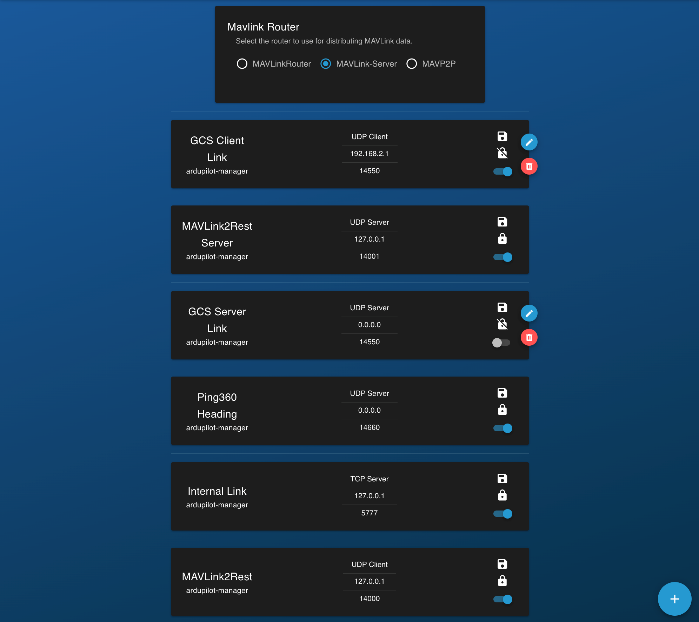 Mavlink Router
Select the router to use for distributing MAVLink data.
MAVLinkRouter
MAVLink-Server
MAVP2P
GCS Client
Link
ardupilot-manager
UDP Client
192.168.2.1
14550
MAVLink2Rest
Server
ardupilot-manager
UDP Server
127.0.0.1
14001
GCS Server
Link
ardupilot-manager
UDP Server
0.0.0.0
14550
Ping360
Heading
ardupilot-manager
UDP Server
0.0.0.0
14660
Internal Link
ardupilot-manager
TCP Server
127.0.0.1
5777
MAVLink2Rest
ardupilot-manager
UDP Client
127.0.0.1
14000